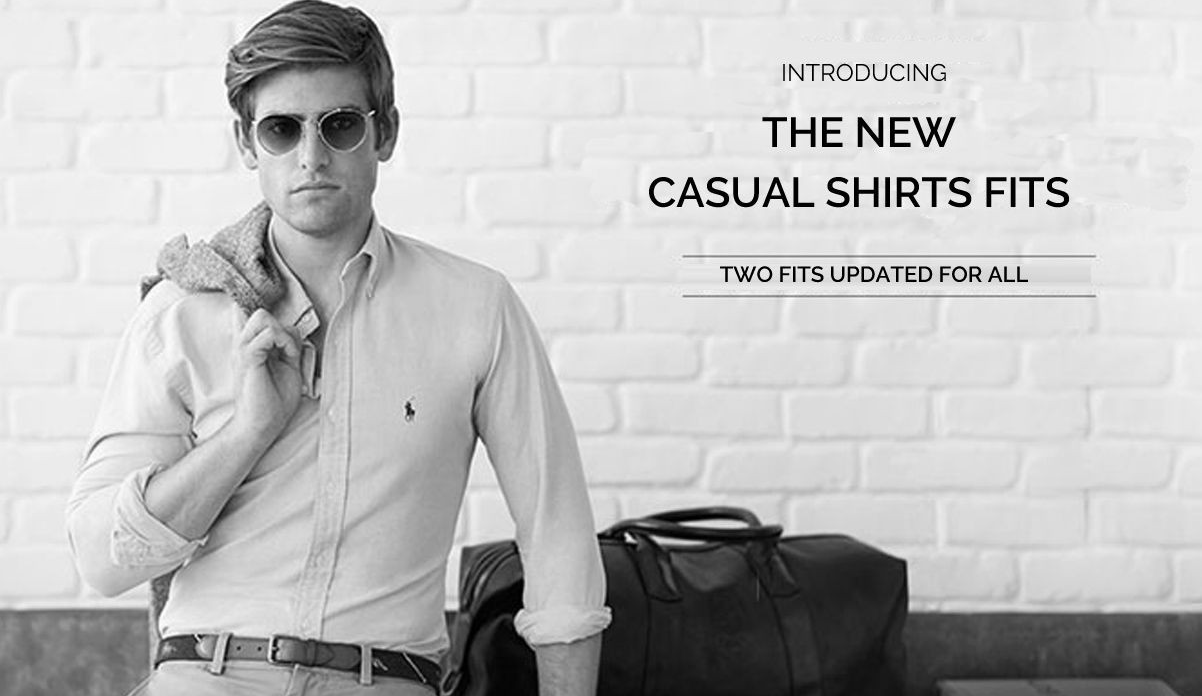 INTRODUCING
THE NEW
CASUAL SHIRTS FITS
TWO FITS UPDATED FOR ALL